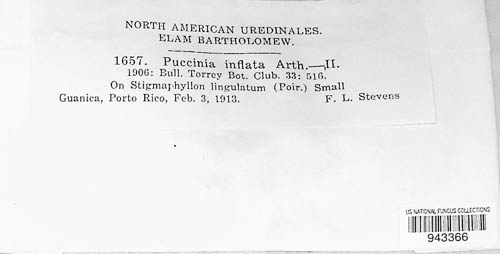 NORTH AMERICAN UREDINALES.
ELAM BARTHOLOMEW.
1657. Puccinia inflata Arth.—II.
1906: Bull. Torrey Bot. Club. 33: 516.
On Stigmaphyllon lingulatum (Poir.) Small
Guanica, Porto Rico, Feb. 3, 1913. F. L. Stevens
US NATIONAL FUNGUS COLLECTIONS
943366